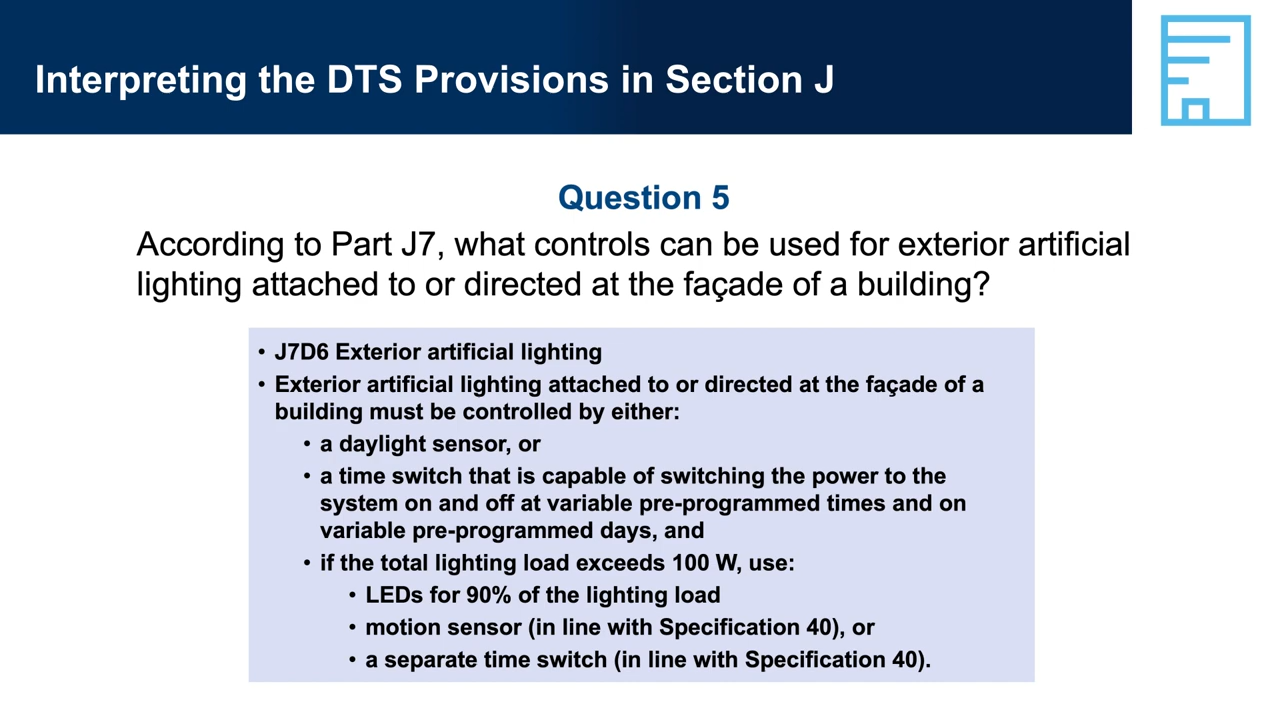 Interpreting the DTS Provisions in Section J
Question 5
According to Part J7, what controls can be used for exterior artificial
lighting attached to or directed at the façade of a building?
• J7D6 Exterior artificial lighting
• Exterior artificial lighting attached to or directed at the façade of a
building must be controlled by either:
• a daylight sensor, or
• a time switch that is capable of switching the power to the
system on and off at variable pre-programmed times and on
variable pre-programmed days, and
• if the total lighting load exceeds 100 W, use:
• LEDs for 90% of the lighting load
• motion sensor (in line with Specification 40), or
• a separate time switch (in line with Specification 40).